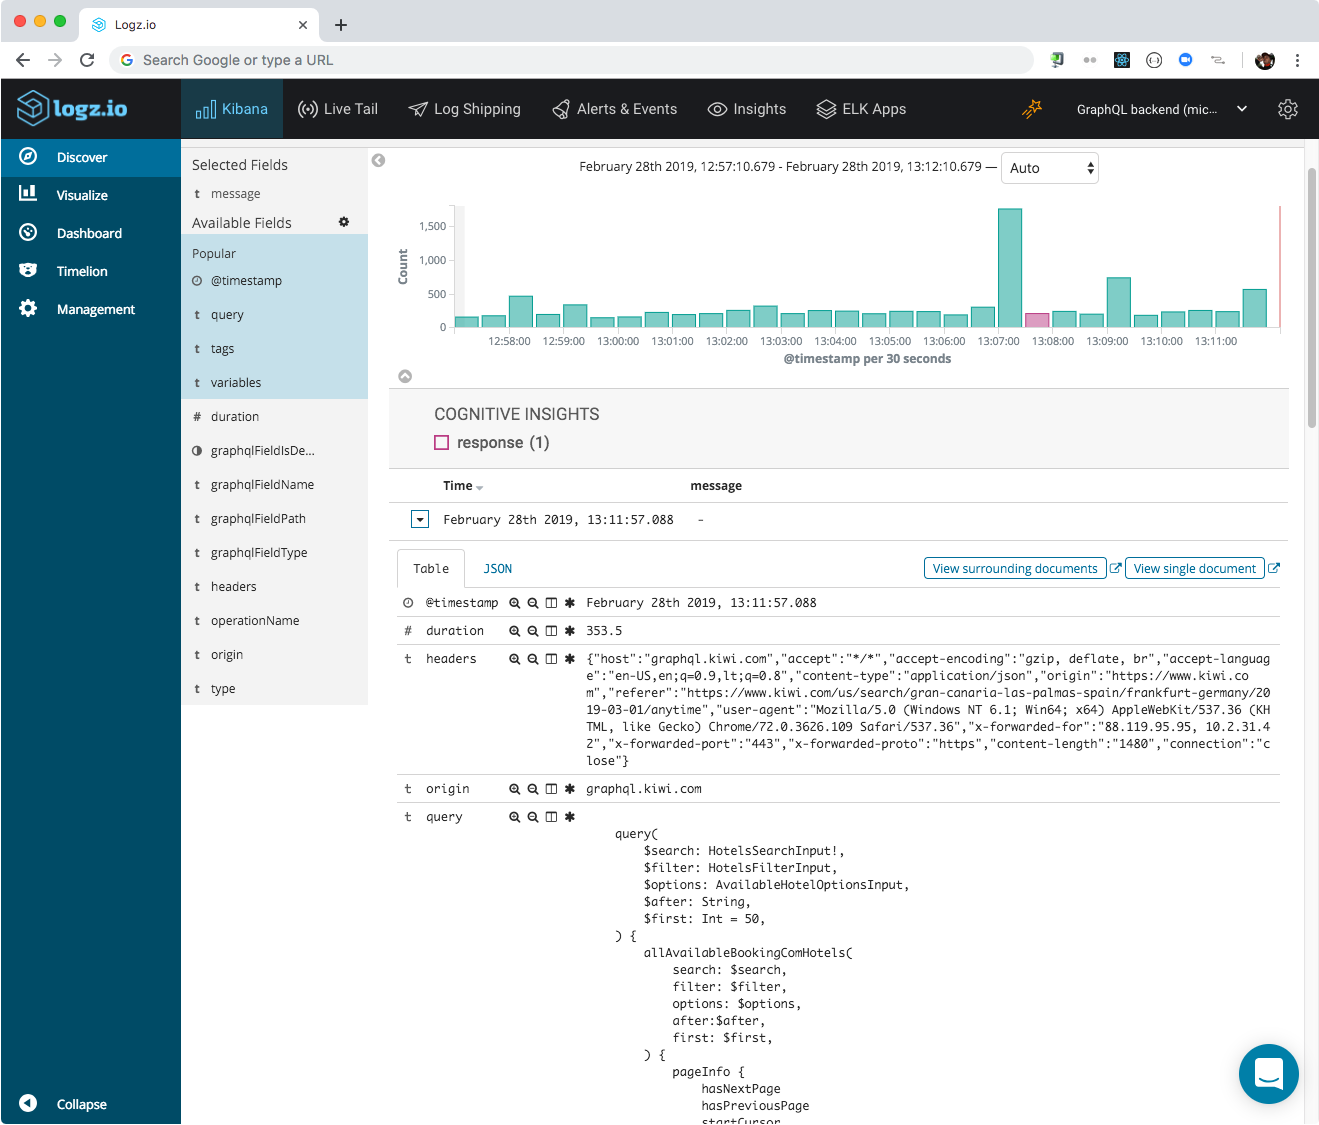 Logz.io
Search Google or type a URL
logz.io
Kibana
Live Tail
Log Shipping
Alerts & Events
Insights
ELK Apps
GraphQL backend (mic...
Discover
Visualize
Dashboard
Timelion
Management
Collapse
Selected Fields
t message
Available Fields
Popular
@timestamp
t query
t tags
t variables
# duration
graphqlFieldIsDe...
t graphqlFieldName
t graphqlFieldPath
t graphqlFieldType
t headers
t operationName
t origin
t type
February 28th 2019, 12:57:10.679 - February 28th 2019, 13:12:10.679 — Auto
Count
1,500
1,000
500
0
12:58:00 12:59:00 13:00:00 13:01:00 13:02:00 13:03:00 13:04:00 13:05:00 13:06:00 13:07:00 13:08:00 13:09:00 13:10:00 13:11:00
@timestamp per 30 seconds
COGNITIVE INSIGHTS
response (1)
Time message
February 28th 2019, 13:11:57.088 -
Table JSON View surrounding documents View single document
@timestamp February 28th 2019, 13:11:57.088
# duration 353.5
t headers {"host":"graphql.kiwi.com","accept":"*/*","accept-encoding":"gzip, deflate, br","accept-languag
e":"en-US,en;q=0.9,lt;q=0.8","content-type":"application/json","origin":"https://www.kiwi.co
m","referer":"https://www.kiwi.com/us/search/gran-canaria-las-palmas-spain/frankfurt-germany/20
19-03-01/anytime","user-agent":"Mozilla/5.0 (Windows NT 6.1; Win64; x64) AppleWebKit/537.36 (KH
TML, like Gecko) Chrome/72.0.3626.109 Safari/537.36","x-forwarded-for":"88.119.95.95, 10.2.31.4
2","x-forwarded-port":"443","x-forwarded-proto":"https","content-length":"1480","connection":"c
lose"}
t origin graphql.kiwi.com
t query
query(
$search: HotelsSearchInput!,
$filter: HotelsFilterInput,
$options: AvailableHotelOptionsInput,
$after: String,
$first: Int = 50,
) {
allAvailableBookingComHotels(
search: $search,
filter: $filter,
options: $options,
after:$after,
first: $first,
) {
pageInfo {
hasNextPage
hasPreviousPage
startCursor